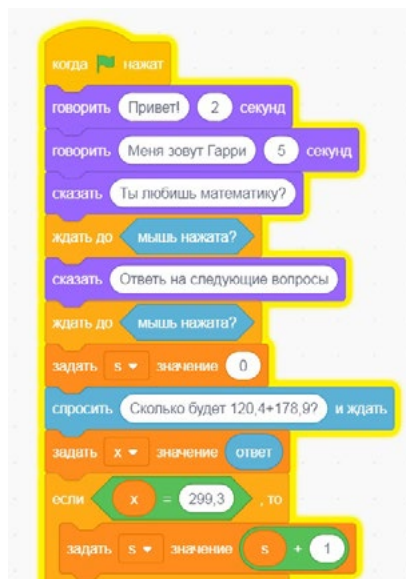 когда нажат
говорить Привет! 2 секунд
говорить Меня зовут Гарри 5 секунд
сказать Ты любишь математику?
ждать до мышь нажата?
сказать Ответь на следующие вопросы
ждать до мышь нажата?
задать s значение 0
спросить Сколько будет 120,4+178,9? и ждать
задать x значение ответ
если x = 299,3 , то
задать s значение s + 1